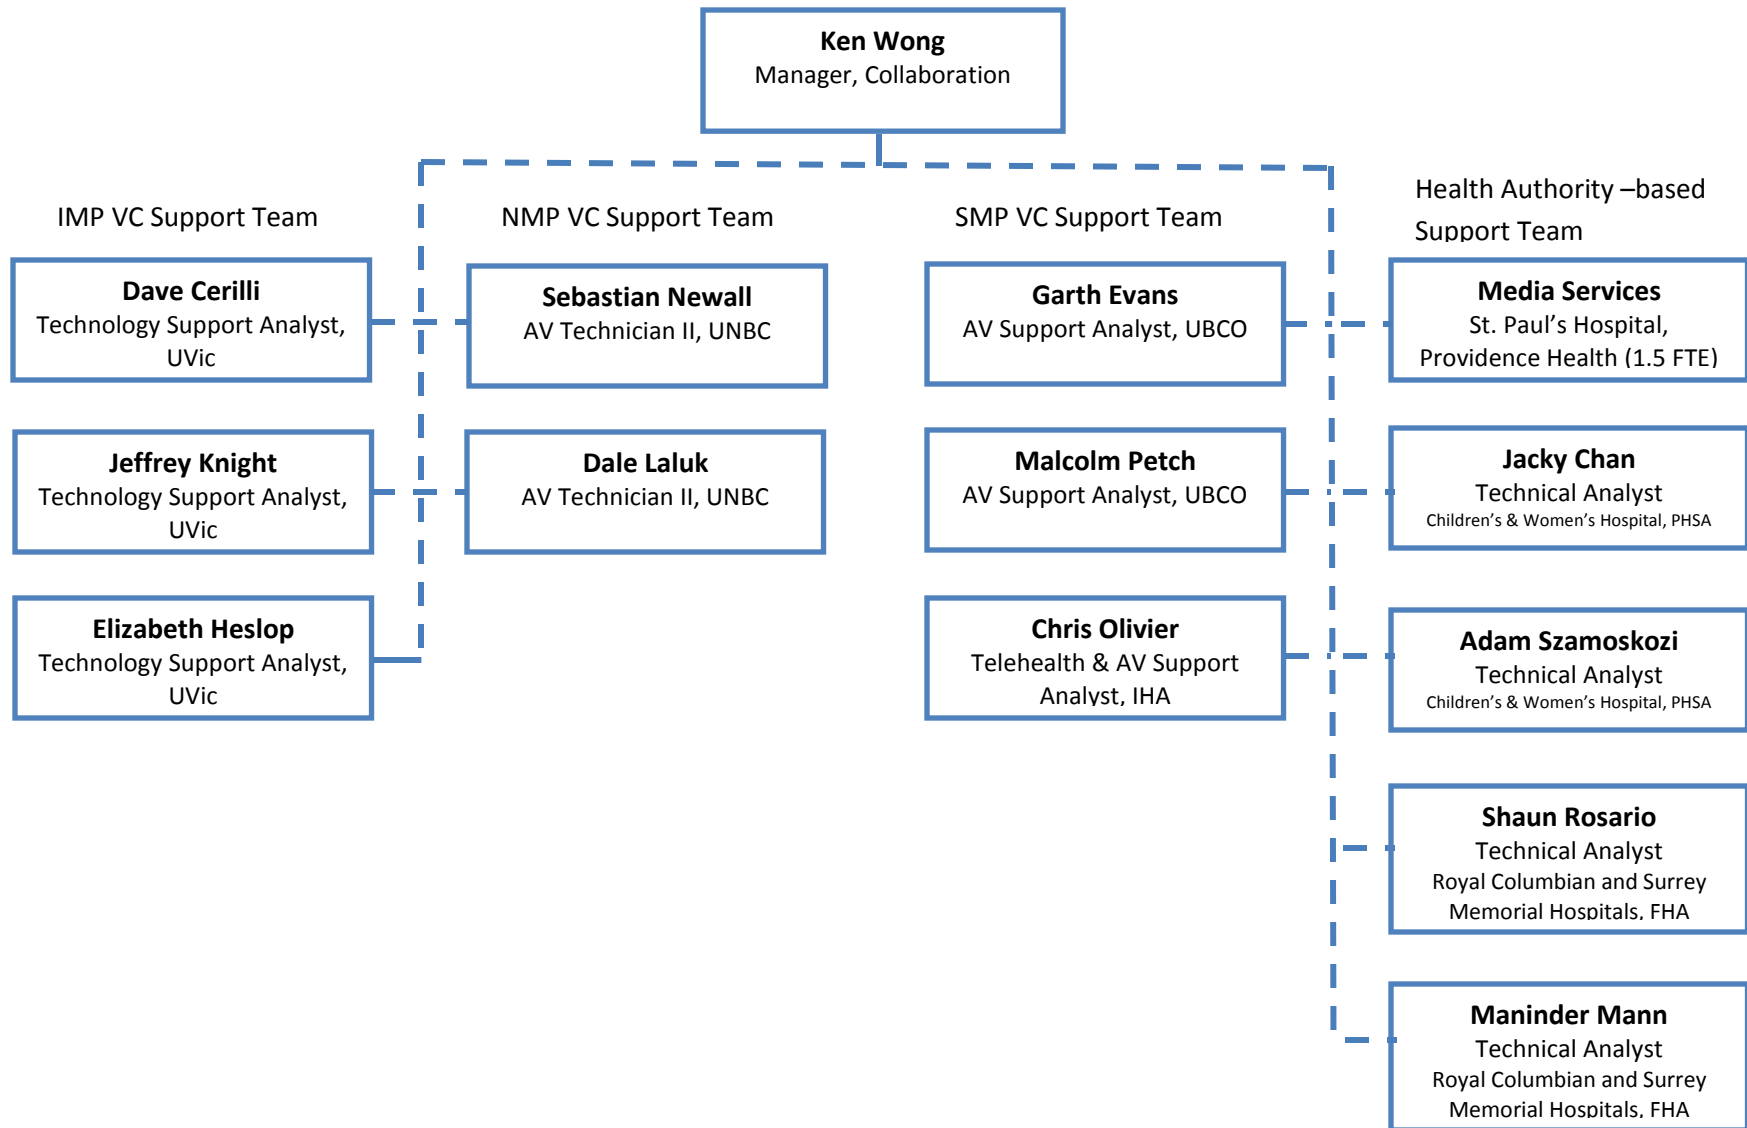 Ken Wong
Manager, Collaboration
IMP VC Support Team
Dave Cerilli
Technology Support Analyst,
UVic
Jeffrey Knight
Technology Support Analyst,
UVic
Elizabeth Heslop
Technology Support Analyst,
UVic
NMP VC Support Team
Sebastian Newall
AV Technician II, UNBC
Dale Laluk
AV Technician II, UNBC
SMP VC Support Team
Garth Evans
AV Support Analyst, UBCO
Malcolm Petch
AV Support Analyst, UBCO
Chris Olivier
Telehealth & AV Support
Analyst, IHA
Health Authority –based
Support Team
Media Services
St. Paul’s Hospital,
Providence Health (1.5 FTE)
Jacky Chan
Technical Analyst
Children’s & Women’s Hospital, PHSA
Adam Szamoskozi
Technical Analyst
Children’s & Women’s Hospital, PHSA
Shaun Rosario
Technical Analyst
Royal Columbian and Surrey
Memorial Hospitals, FHA
Maninder Mann
Technical Analyst
Royal Columbian and Surrey
Memorial Hospitals, FHA